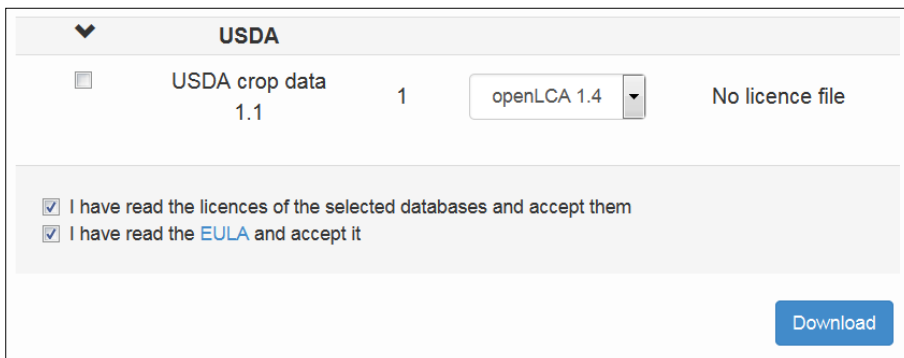 USDA
USDA crop data
1.1
1
openLCA 1.4
No licence file
I have read the licences of the selected databases and accept them
I have read the EULA and accept it
Download